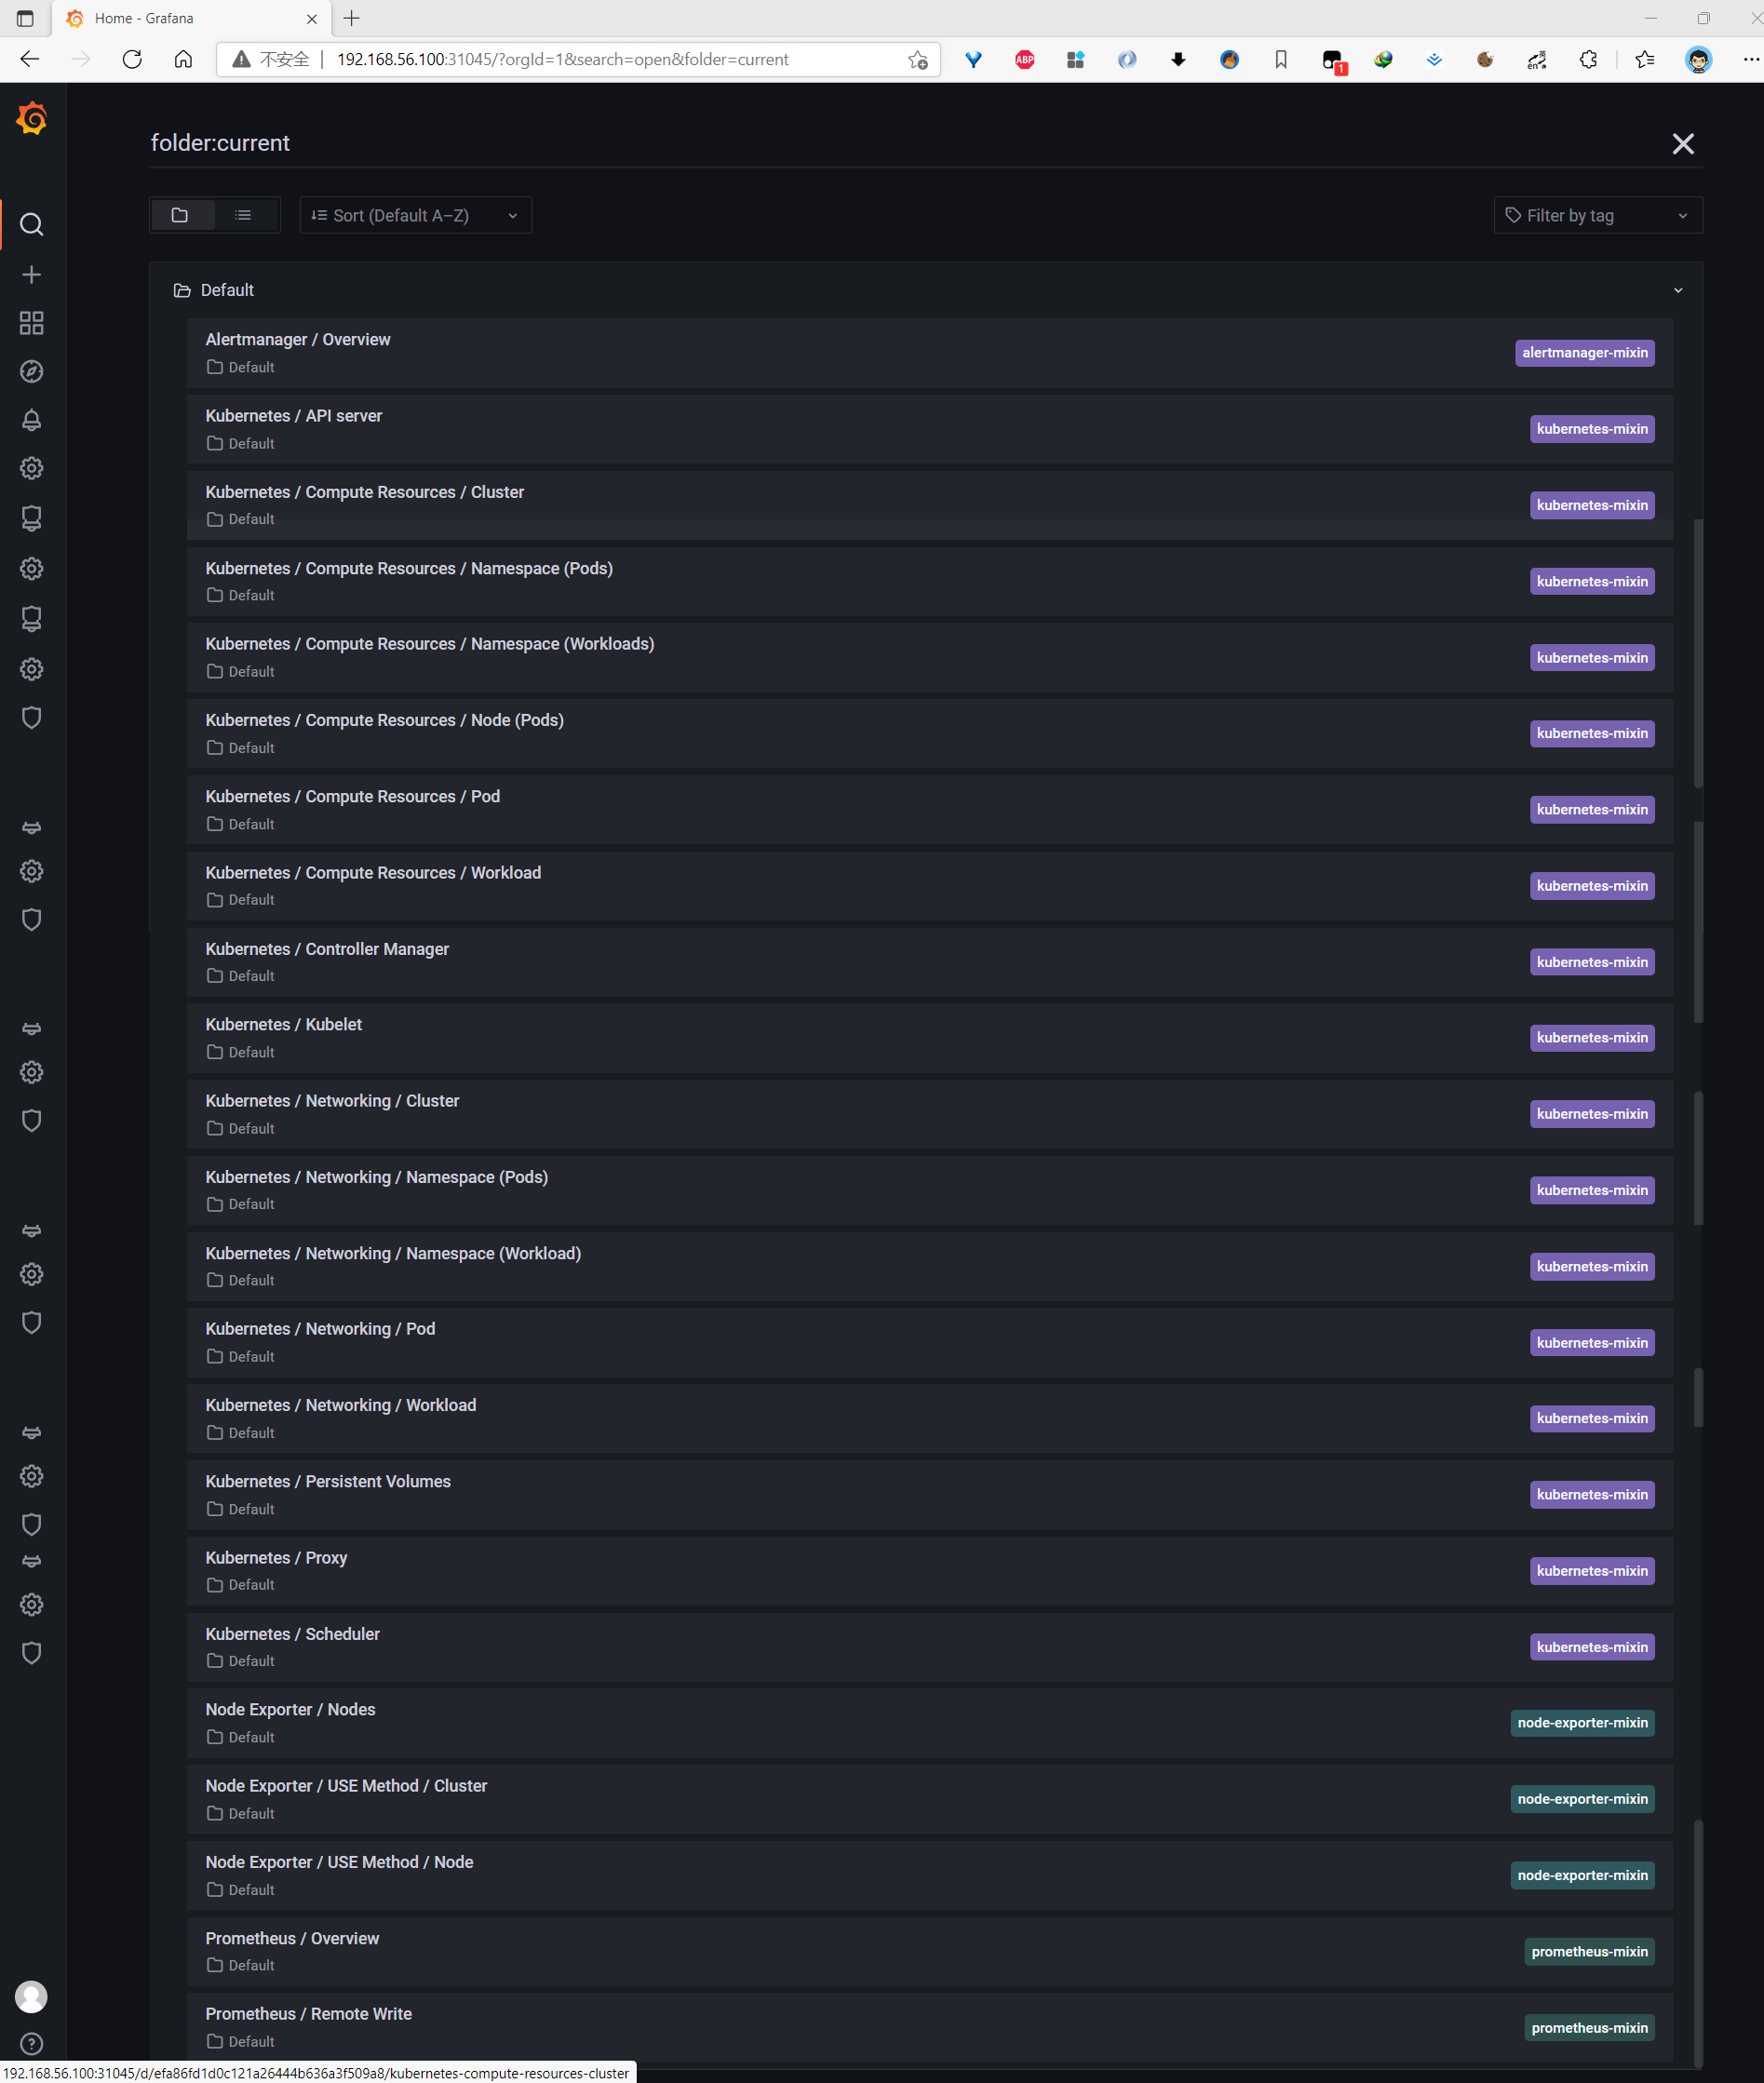 Home - Grafana
不安全 192.168.56.100:31045/?orgId=1&search=open&folder=current
ABP
1
en
英
folder:current
Sort (Default A–Z)
Filter by tag
Default
Alertmanager / Overview
Default
alertmanager-mixin
Kubernetes / API server
Default
kubernetes-mixin
Kubernetes / Compute Resources / Cluster
Default
kubernetes-mixin
Kubernetes / Compute Resources / Namespace (Pods)
Default
kubernetes-mixin
Kubernetes / Compute Resources / Namespace (Workloads)
Default
kubernetes-mixin
Kubernetes / Compute Resources / Node (Pods)
Default
kubernetes-mixin
Kubernetes / Compute Resources / Pod
Default
kubernetes-mixin
Kubernetes / Compute Resources / Workload
Default
kubernetes-mixin
Kubernetes / Controller Manager
Default
kubernetes-mixin
Kubernetes / Kubelet
Default
kubernetes-mixin
Kubernetes / Networking / Cluster
Default
kubernetes-mixin
Kubernetes / Networking / Namespace (Pods)
Default
kubernetes-mixin
Kubernetes / Networking / Namespace (Workload)
Default
kubernetes-mixin
Kubernetes / Networking / Pod
Default
kubernetes-mixin
Kubernetes / Networking / Workload
Default
kubernetes-mixin
Kubernetes / Persistent Volumes
Default
kubernetes-mixin
Kubernetes / Proxy
Default
kubernetes-mixin
Kubernetes / Scheduler
Default
kubernetes-mixin
Node Exporter / Nodes
Default
node-exporter-mixin
Node Exporter / USE Method / Cluster
Default
node-exporter-mixin
Node Exporter / USE Method / Node
Default
node-exporter-mixin
Prometheus / Overview
Default
prometheus-mixin
Prometheus / Remote Write
Default
prometheus-mixin
192.168.56.100:31045/d/efa86fd1d0c121a26444b636a3f509a8/kubernetes-compute-resources-cluster